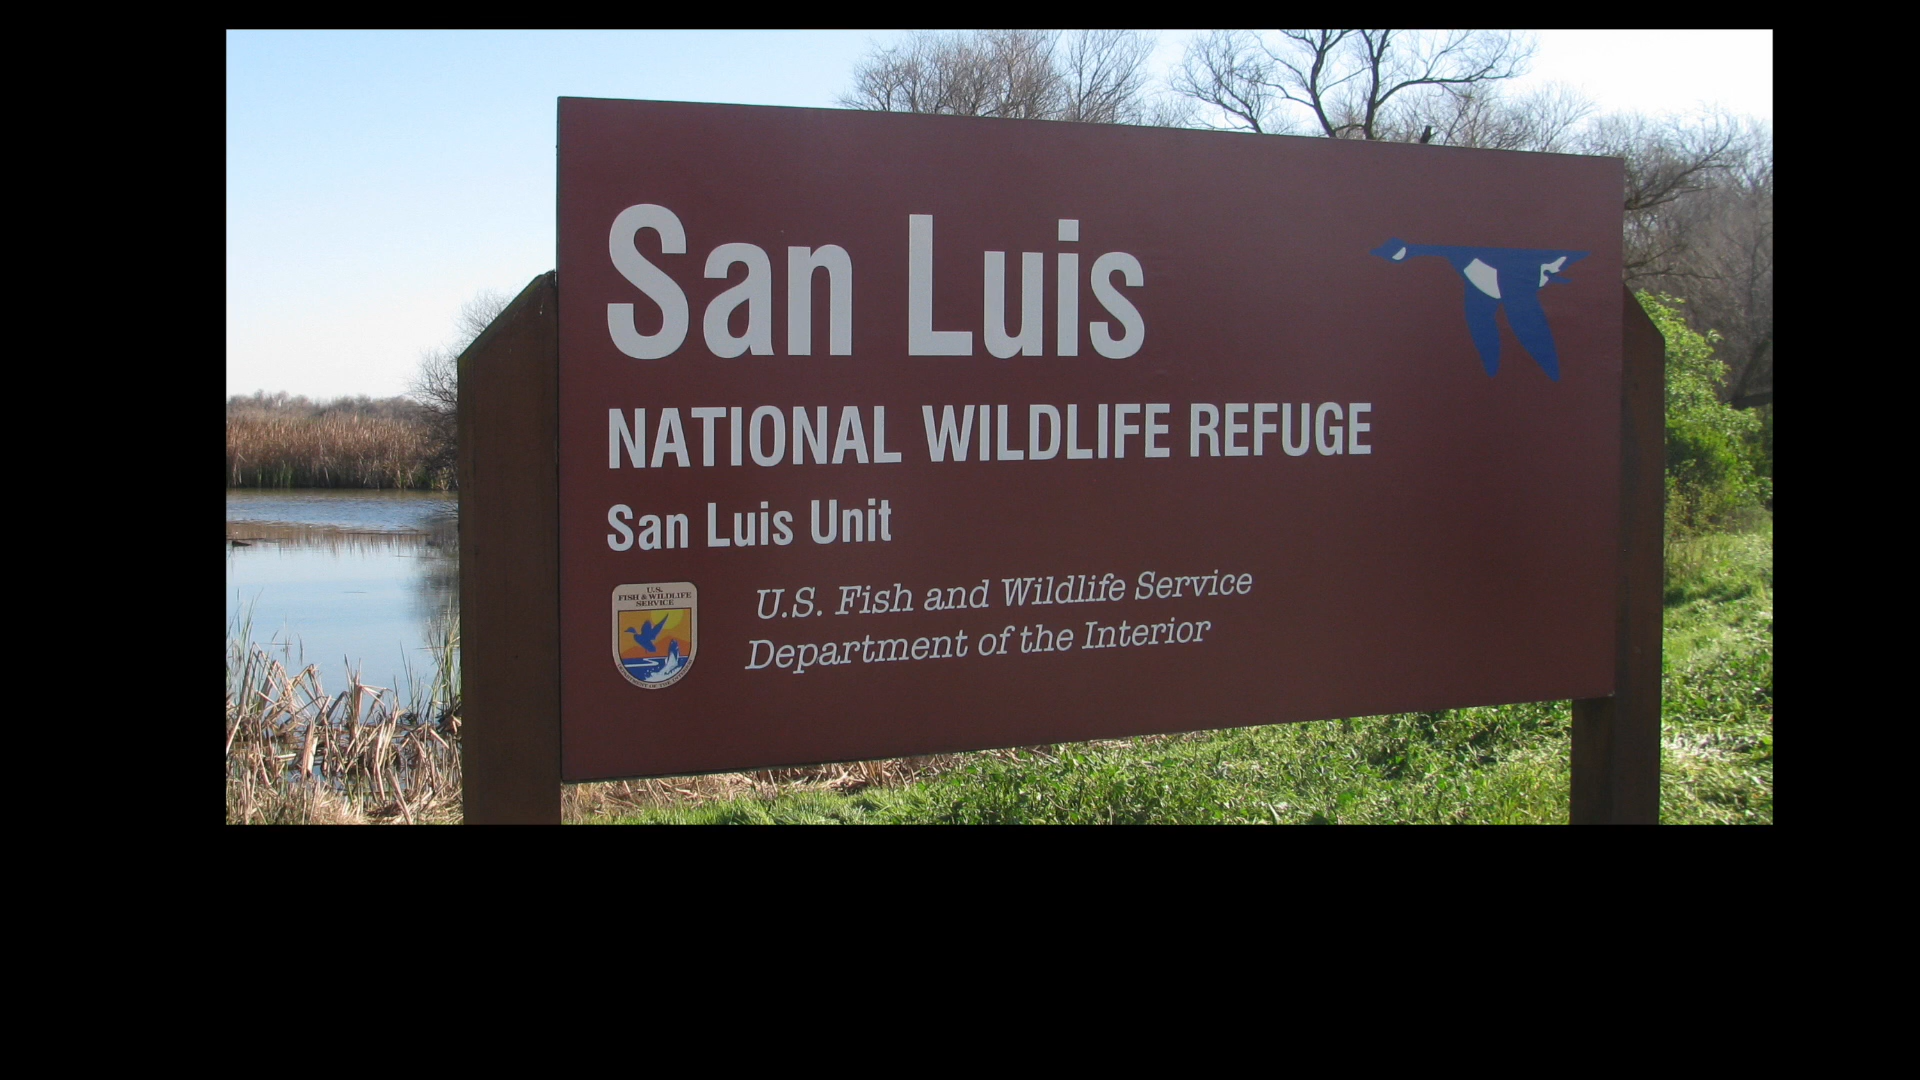 San Luis
NATIONAL WILDLIFE REFUGE
San Luis Unit
U.S.
FISH & WILDLIFE
SERVICE
U.S. Fish and Wildlife Service
Department of the Interior